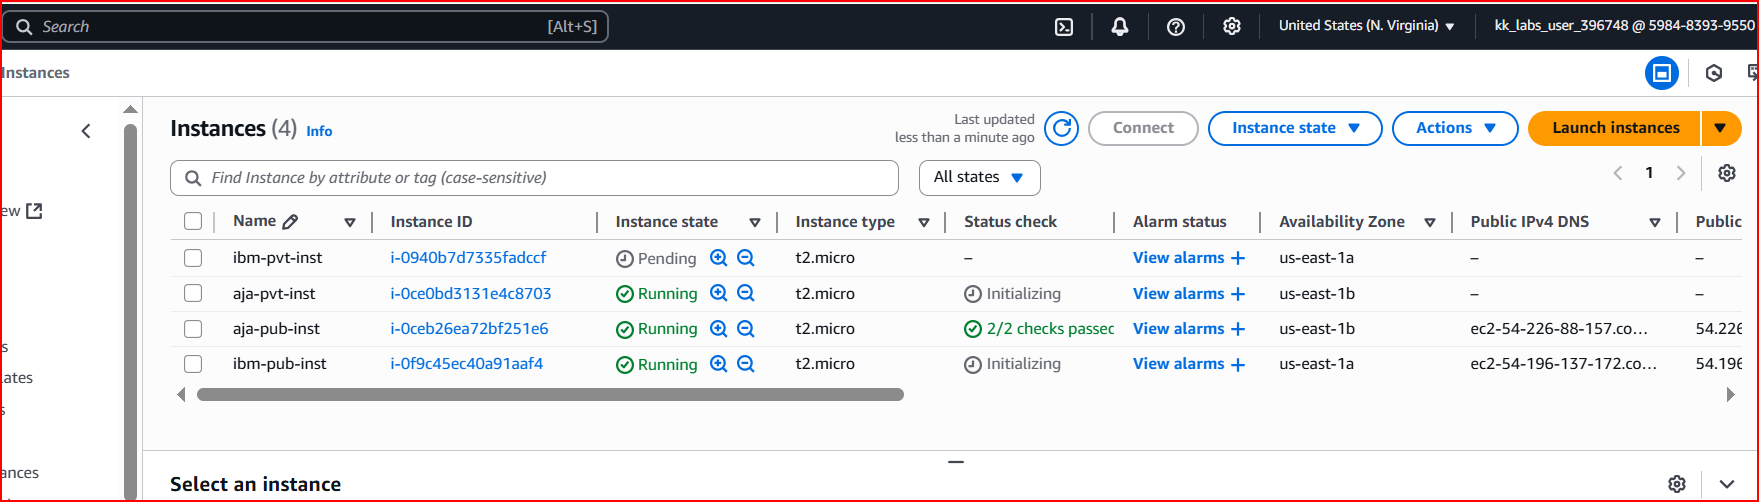 Search [Alt+S] United States (N. Virginia) kk_labs_user_396748 @ 5984-8393-9550
Instances
Instances (4) Info Last updated less than a minute ago Connect Instance state Actions Launch instances
Find Instance by attribute or tag (case-sensitive) All states 1
ew
Name Instance ID Instance state Instance type Status check Alarm status Availability Zone Public IPv4 DNS Public
ibm-pvt-inst i-0940b7d7335fadccf Pending t2.micro – View alarms + us-east-1a – –
aja-pvt-inst i-0ce0bd3131e4c8703 Running t2.micro Initializing View alarms + us-east-1b – –
aja-pub-inst i-0ceb26ea72bf251e6 Running t2.micro 2/2 checks passed View alarms + us-east-1b ec2-54-226-88-157.co... 54.226
s
ibm-pub-inst i-0f9c45ec40a91aaf4 Running t2.micro Initializing View alarms + us-east-1a ec2-54-196-137-172.co... 54.196
lates
s
ances
Select an instance